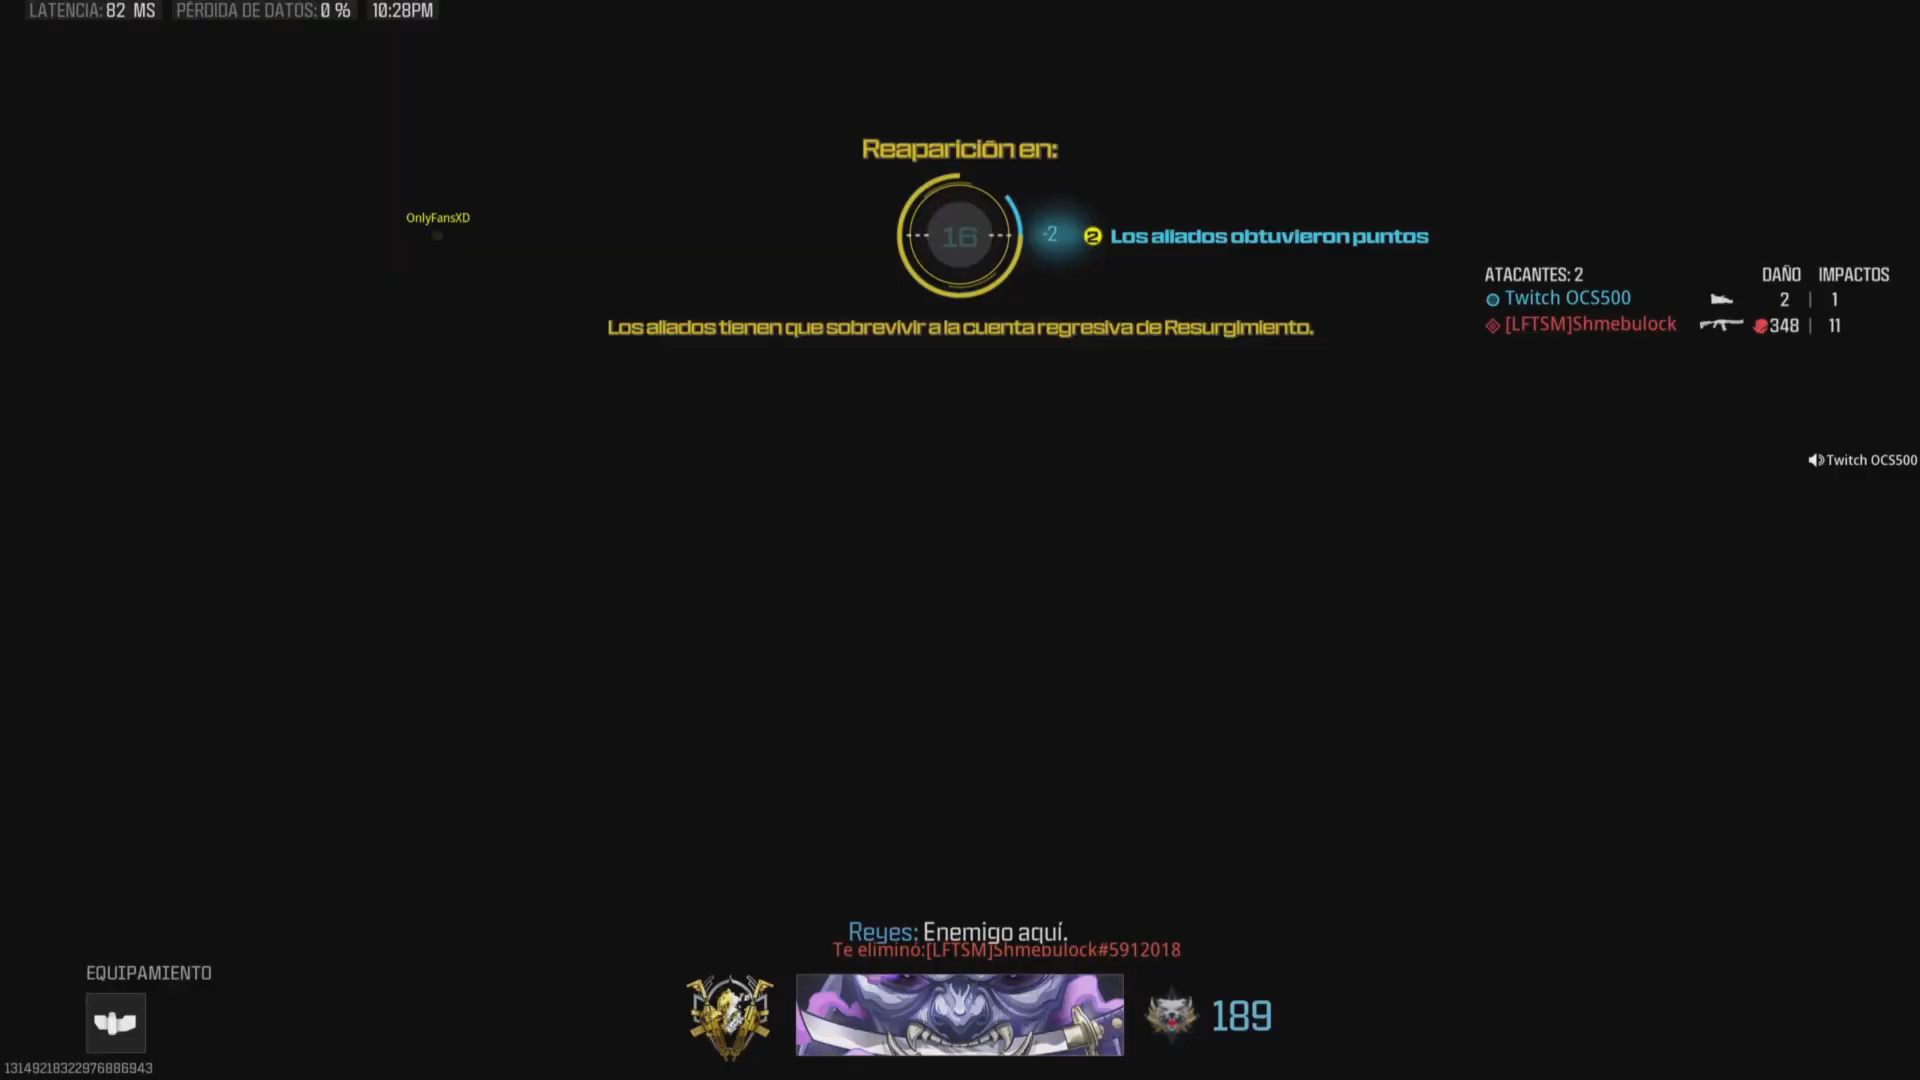 LATENCIA: 82 MS PÉRDIDA DE DATOS: 0 % 10:28PM
Reaparición en:
OnlyFansXD
16
-2 2 Los aliados obtuvieron puntos
ATACANTES: 2 DAÑO IMPACTOS
Twitch OCS500 2 | 1
[LFTSM]Shmebulock 348 | 11
Los aliados tienen que sobrevivir a la cuenta regresiva de Resurgimiento.
Twitch OCS500
Reyes: Enemigo aquí.
Te eliminó:[LFTSM]Shmebulock#5912018
EQUIPAMIENTO
189
13149218322976886943